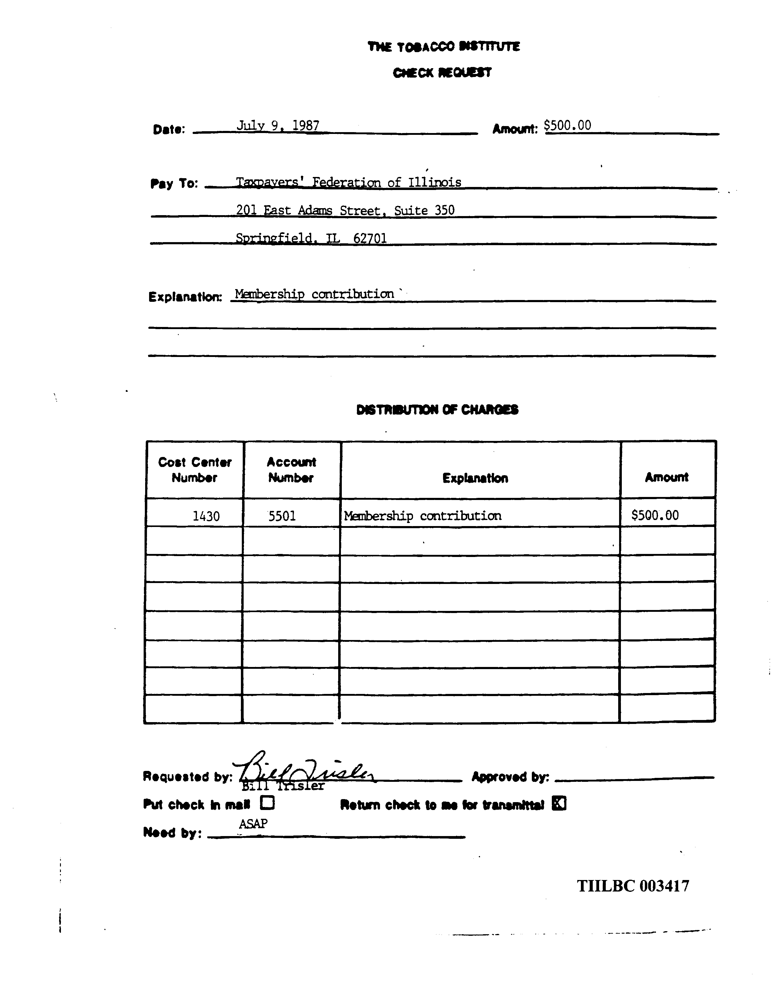 THE TOBACCO INSTITUTE
CHECK REQUEST
Date: July 9, 1987 Amount: $500.00
Pay To: Taxpayers' Federation of Illinois
201 East Adams Street, Suite 350
Springfield, IL 62701
Explanation: Membership contribution
DISTRIBUTION OF CHARGES
Cost Center Number Account Number Explanation Amount
1430 5501 Membership contribution $500.00
Requested by: Bill Trisler Approved by:
Bill Trisler
Put check in mail Return check to me for transmittal X
Need by: ASAP
TIILBC 003417